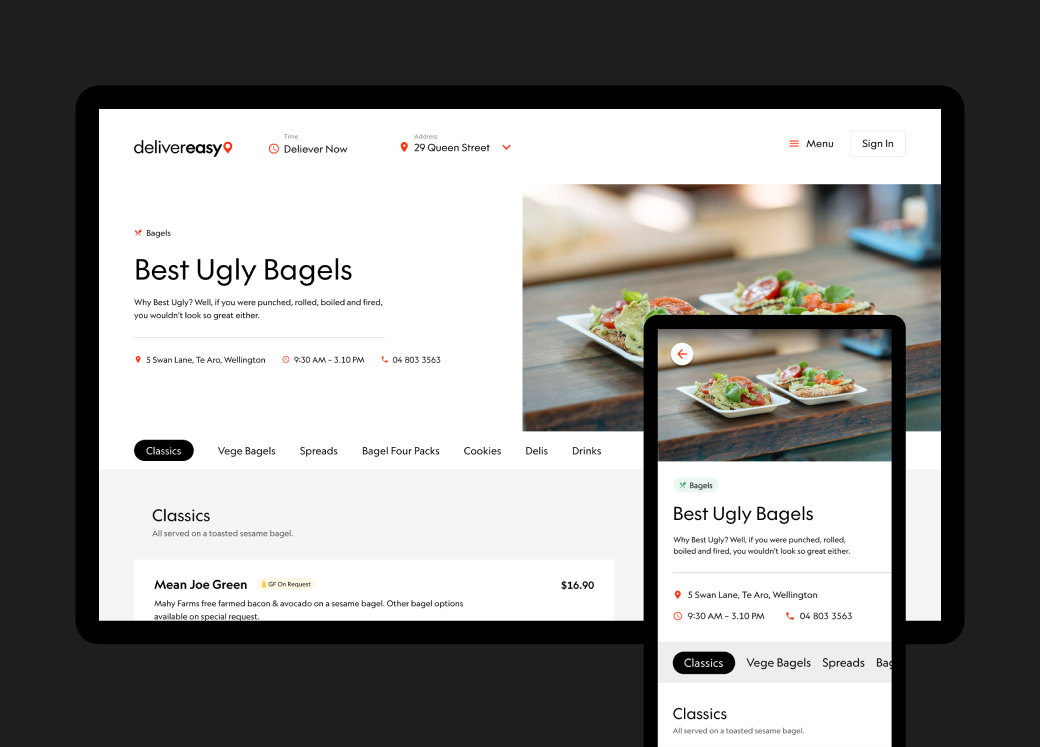 Time
Address
delivereasy
Deliever Now
29 Queen Street
Menu
Sign In
Bagels
Best Ugly Bagels
Why Best Ugly? Well, if you were punched, rolled, boiled and fired,
you wouldn't look so great either.
5 Swan Lane, Te Aro, Wellington
9:30 AM – 3.10 PM
04 803 3563
Classics
Vege Bagels
Spreads
Bagel Four Packs
Cookies
Delis
Drinks
Classics
All served on a toasted sesame bagel.
Mean Joe Green
GF On Request
$16.90
Mahy Farms free farmed bacon & avocado on a sesame bagel. Other bagel options
available on special request.
Bagels
Best Ugly Bagels
Why Best Ugly? Well, if you were punched, rolled,
boiled and fired, you wouldn't look so great either.
5 Swan Lane, Te Aro, Wellington
9:30 AM – 3.10 PM
04 803 3563
Classics
Vege Bagels
Spreads
Bag
Classics
All served on a toasted sesame bagel.